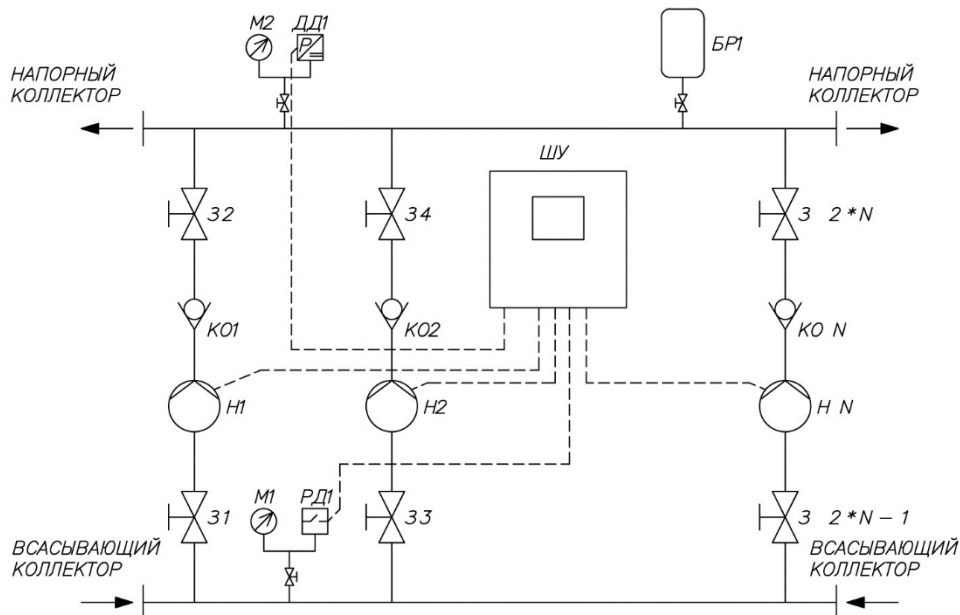 М2 ДД1
P
БР1
НАПОРНЫЙ
КОЛЛЕКТОР
НАПОРНЫЙ
КОЛЛЕКТОР
ШУ
З2
З4
З 2*N
КО1
КО2
КО N
Н1
Н2
Н N
М1 РД1
З1
З3
З 2*N – 1
ВСАСЫВАЮЩИЙ
КОЛЛЕКТОР
ВСАСЫВАЮЩИЙ
КОЛЛЕКТОР